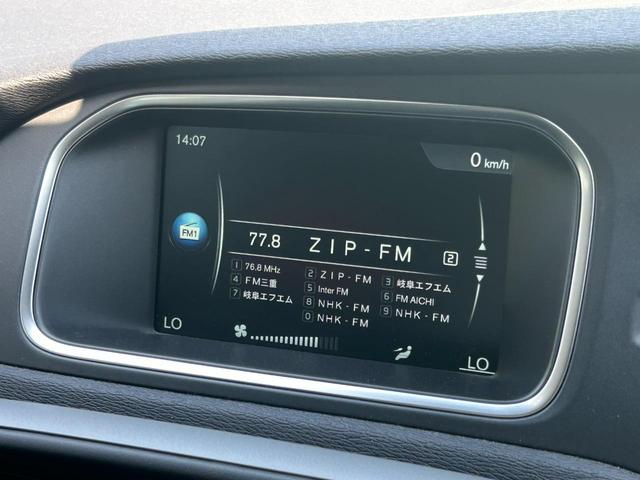 14:07
0 km/h
FM1
77.8 ZIP-FM 2
1 76.8 MHz 2 ZIP-FM 3 岐阜エフエム
4 FM三重 5 Inter FM 6 FM AICHI
7 岐阜エフエム 8 NHK-FM 9 NHK-FM
0 NHK-FM
LO
LO